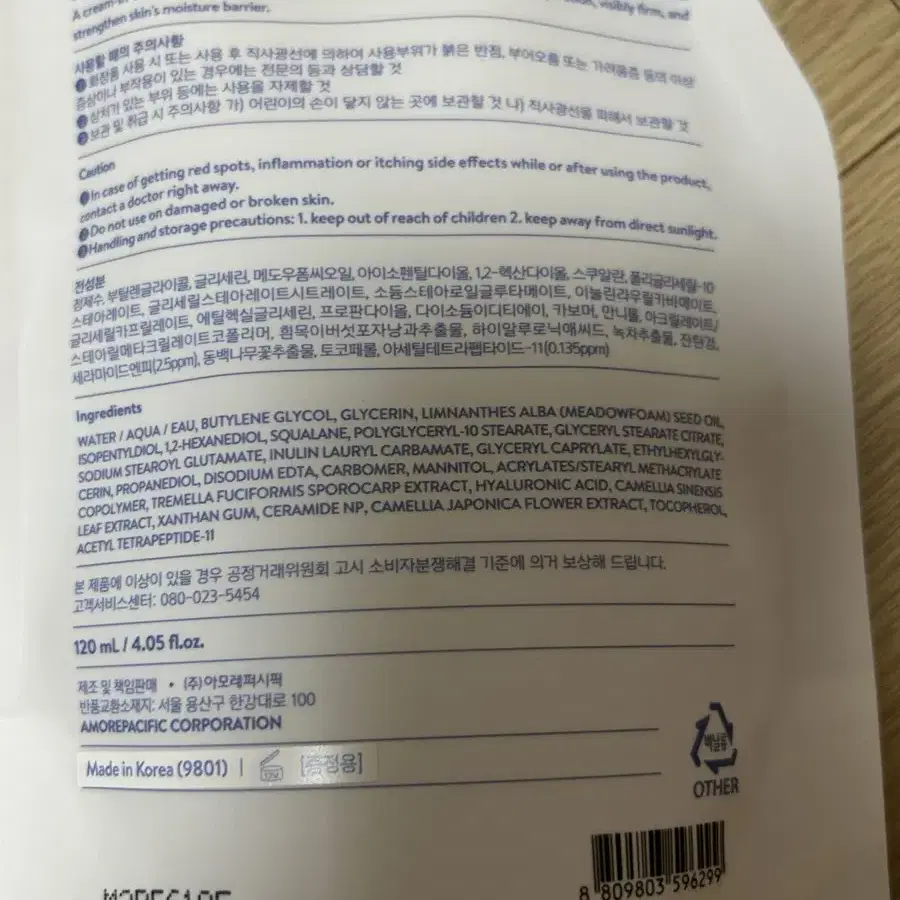 A cream-
visibly firm, and
strengthen skin's moisture barrier.
사용할 때의 주의사항
❶ 화장품 사용 시 또는 사용 후 직사광선에 의하여 사용부위가 붉은 반점, 부어오름 또는 가려움증 등의 이상
증상이나 부작용이 있는 경우에는 전문의 등과 상담할 것
❷ 상처가 있는 부위 등에는 사용을 자제할 것
❸ 보관 및 취급 시 주의사항 가) 어린이의 손이 닿지 않는 곳에 보관할 것 나) 직사광선을 피해서 보관할 것
Caution
❶In case of getting red spots, inflammation or itching side effects while or after using the product,
contact a doctor right away.
❷Do not use on damaged or broken skin.
❸Handling and storage precautions: 1. keep out of reach of children 2. keep away from direct sunlight.
전성분
정제수, 부틸렌글라이콜, 글리세린, 메도우폼씨오일, 아이소펜틸다이올, 1,2-헥산다이올, 스쿠알란, 폴리글리세릴-10
스테아레이트, 글리세릴스테아레이트시트레이트, 소듐스테아로일글루타메이트, 이눌린라우릴카바메이트,
글리세릴카프릴레이트, 에틸헥실글리세린, 프로판다이올, 다이소듐이디티에이, 카보머, 만니톨, 아크릴레이트/
스테아릴메타크릴레이트코폴리머, 흰목이버섯포자낭과추출물, 하이알루로닉애씨드, 녹차추출물, 잔탄검,
세라마이드엔피(2.5ppm), 동백나무꽃추출물, 토코페롤, 아세틸테트라펩타이드-11(0.135ppm)
Ingredients
WATER / AQUA / EAU, BUTYLENE GLYCOL, GLYCERIN, LIMNANTHES ALBA (MEADOWFOAM) SEED OIL,
ISOPENTYLDIOL, 1,2-HEXANEDIOL, SQUALANE, POLYGLYCERYL-10 STEARATE, GLYCERYL STEARATE CITRATE,
SODIUM STEAROYL GLUTAMATE, INULIN LAURYL CARBAMATE, GLYCERYL CAPRYLATE, ETHYLHEXYLGLY-
CERIN, PROPANEDIOL, DISODIUM EDTA, CARBOMER, MANNITOL, ACRYLATES/STEARYL METHACRYLATE
COPOLYMER, TREMELLA FUCIFORMIS SPOROCARP EXTRACT, HYALURONIC ACID, CAMELLIA SINENSIS
LEAF EXTRACT, XANTHAN GUM, CERAMIDE NP, CAMELLIA JAPONICA FLOWER EXTRACT, TOCOPHEROL,
ACETYL TETRAPEPTIDE-11
본 제품에 이상이 있을 경우 공정거래위원회 고시 소비자분쟁해결 기준에 의거 보상해 드립니다.
고객서비스센터: 080-023-5454
120 mL / 4.05 fl.oz.
제조 및 책임판매 • (주)아모레퍼시픽
반품교환소재지: 서울 용산구 한강대로 100
AMOREPACIFIC CORPORATION
Made in Korea (9801) | 12M [증정용]
비닐류
OTHER
8 809803 596299